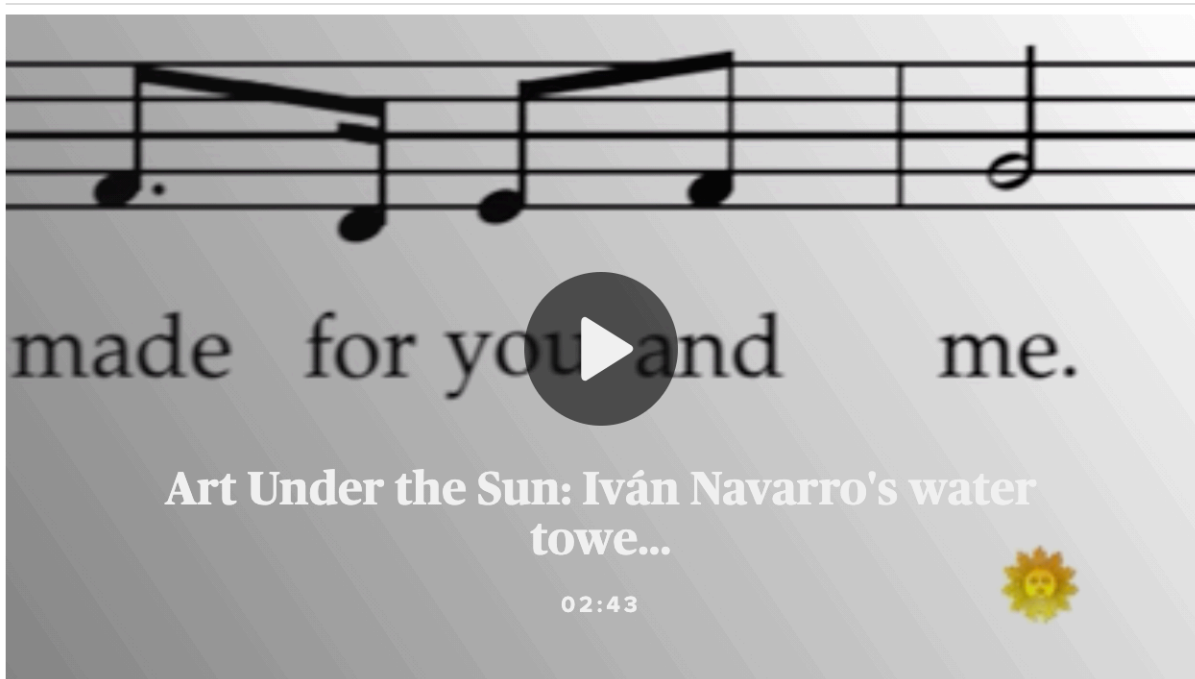 made for you and me.
Art Under the Sun: Iván Navarro's water
towe...
02:43